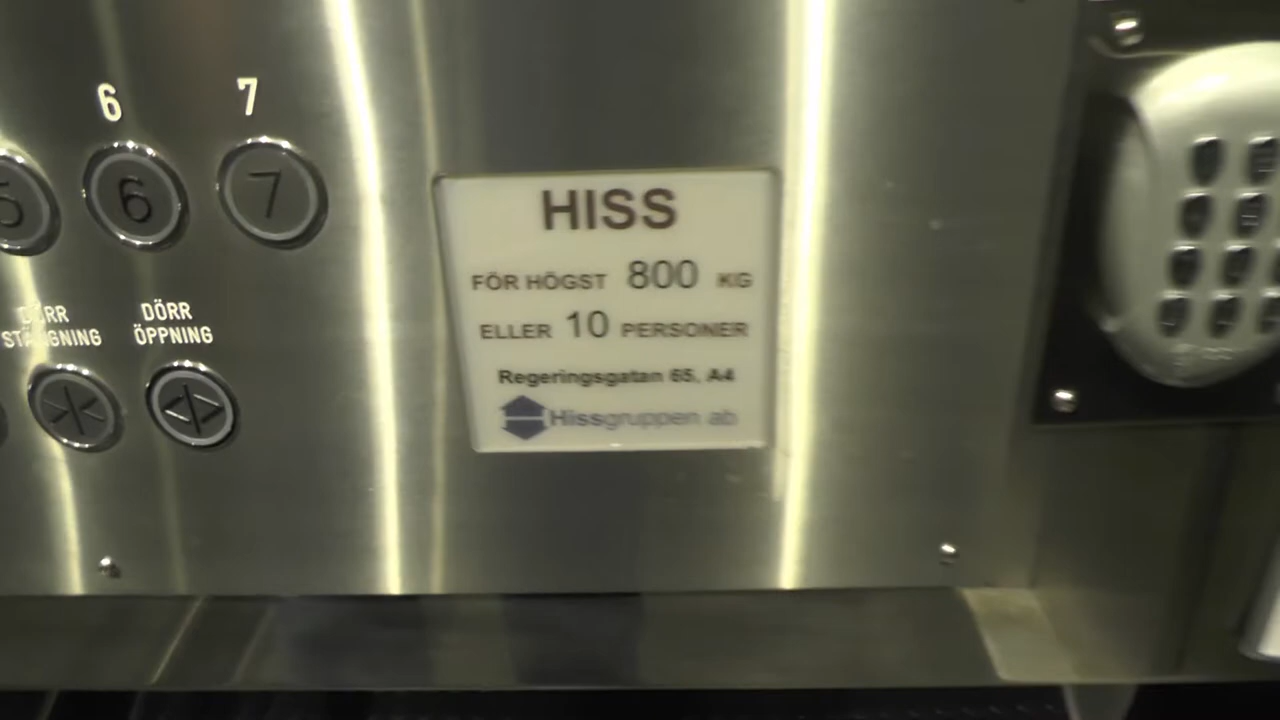 6 7
5 6 7
DÖRR STÄNGNING
DÖRR ÖPPNING
HISS
FÖR HÖGST 800 KG
ELLER 10 PERSONER
Regeringsgatan 65, A4
Hissgruppen ab